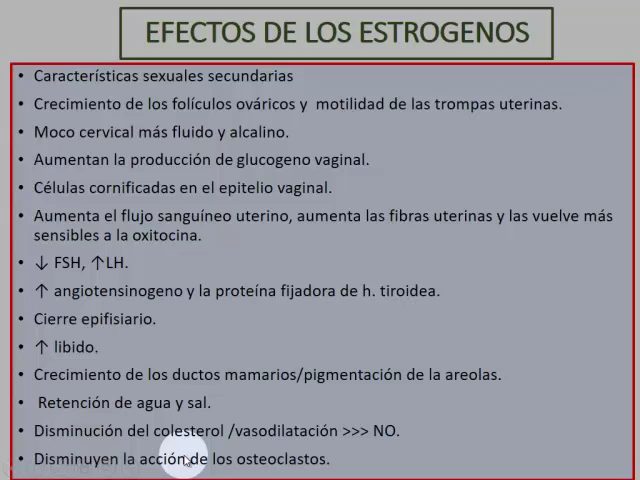 EFECTOS DE LOS ESTROGENOS
• Características sexuales secundarias
• Crecimiento de los folículos ováricos y motilidad de las trompas uterinas.
• Moco cervical más fluido y alcalino.
• Aumentan la producción de glucogeno vaginal.
• Células cornificadas en el epitelio vaginal.
• Aumenta el flujo sanguíneo uterino, aumenta las fibras uterinas y las vuelve más
sensibles a la oxitocina.
• ↓ FSH, ↑LH.
• ↑ angiotensinogeno y la proteína fijadora de h. tiroidea.
• Cierre epifisiario.
• ↑ libido.
• Crecimiento de los ductos mamarios/pigmentación de la areolas.
• Retención de agua y sal.
• Disminución del colesterol /vasodilatación >>> NO.
• Disminuyen la acción de los osteoclastos.